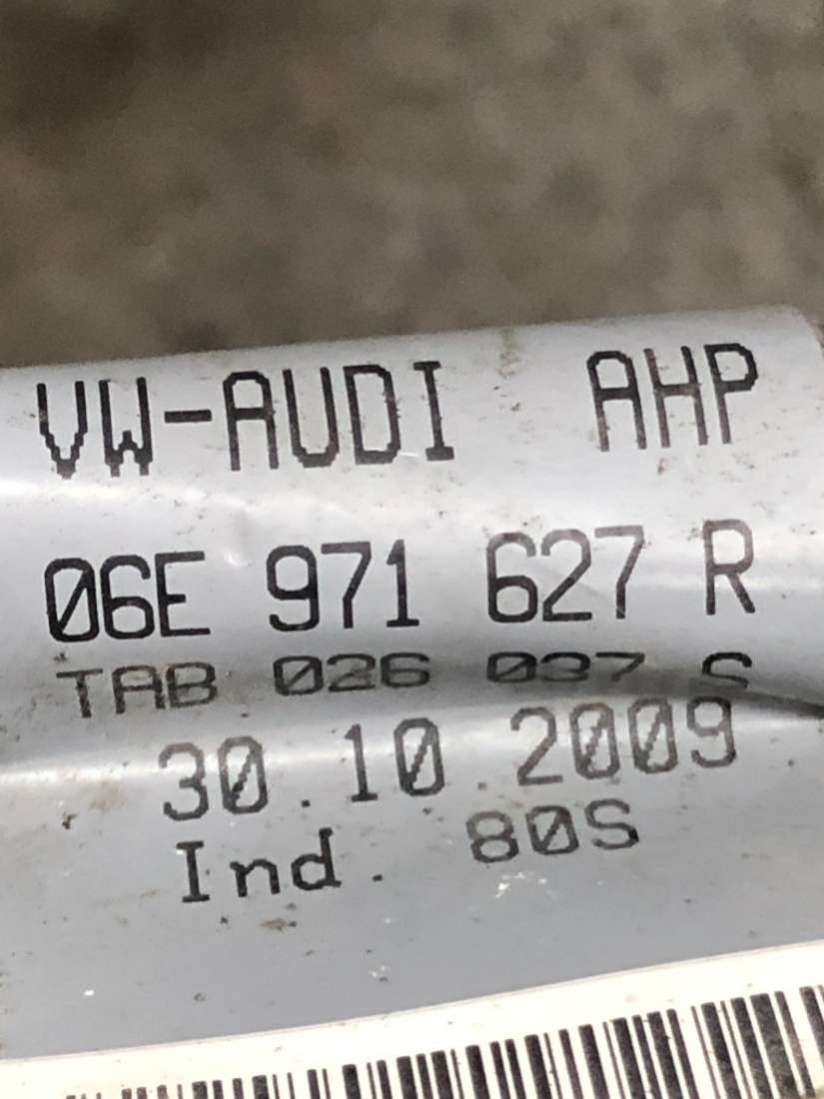 VW-AUDI AHP
06E 971 627 R
TAB 026 037 S
30.10.2009
Ind. 80S